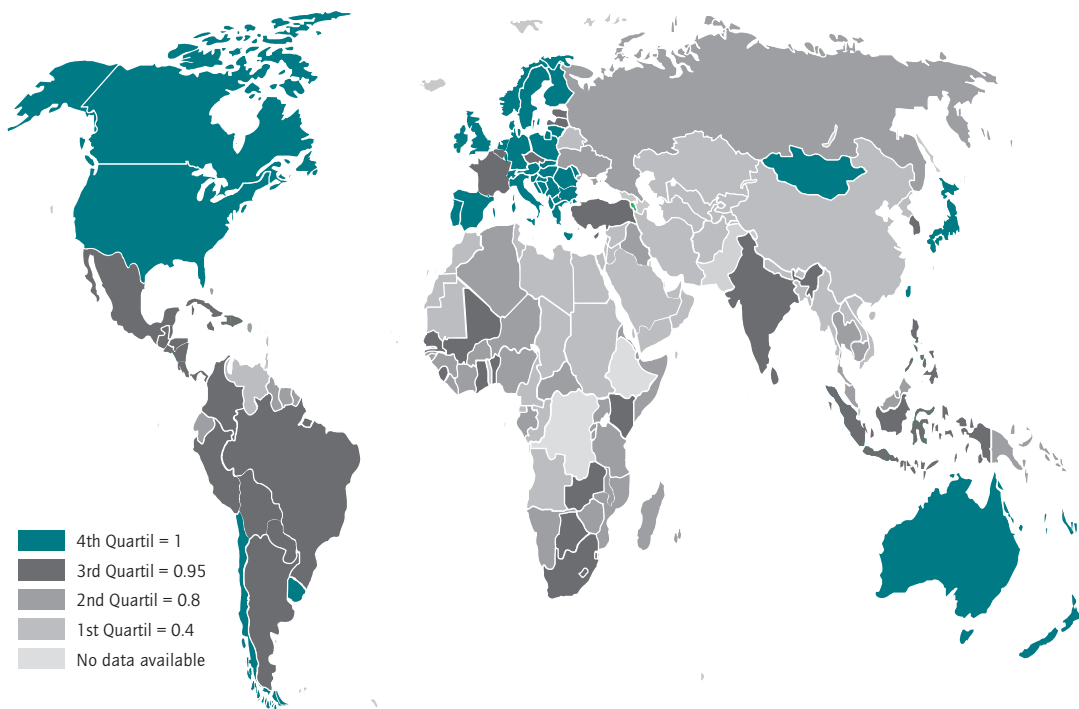 4th Quartil = 1
3rd Quartil = 0.95
2nd Quartil = 0.8
1st Quartil = 0.4
No data available